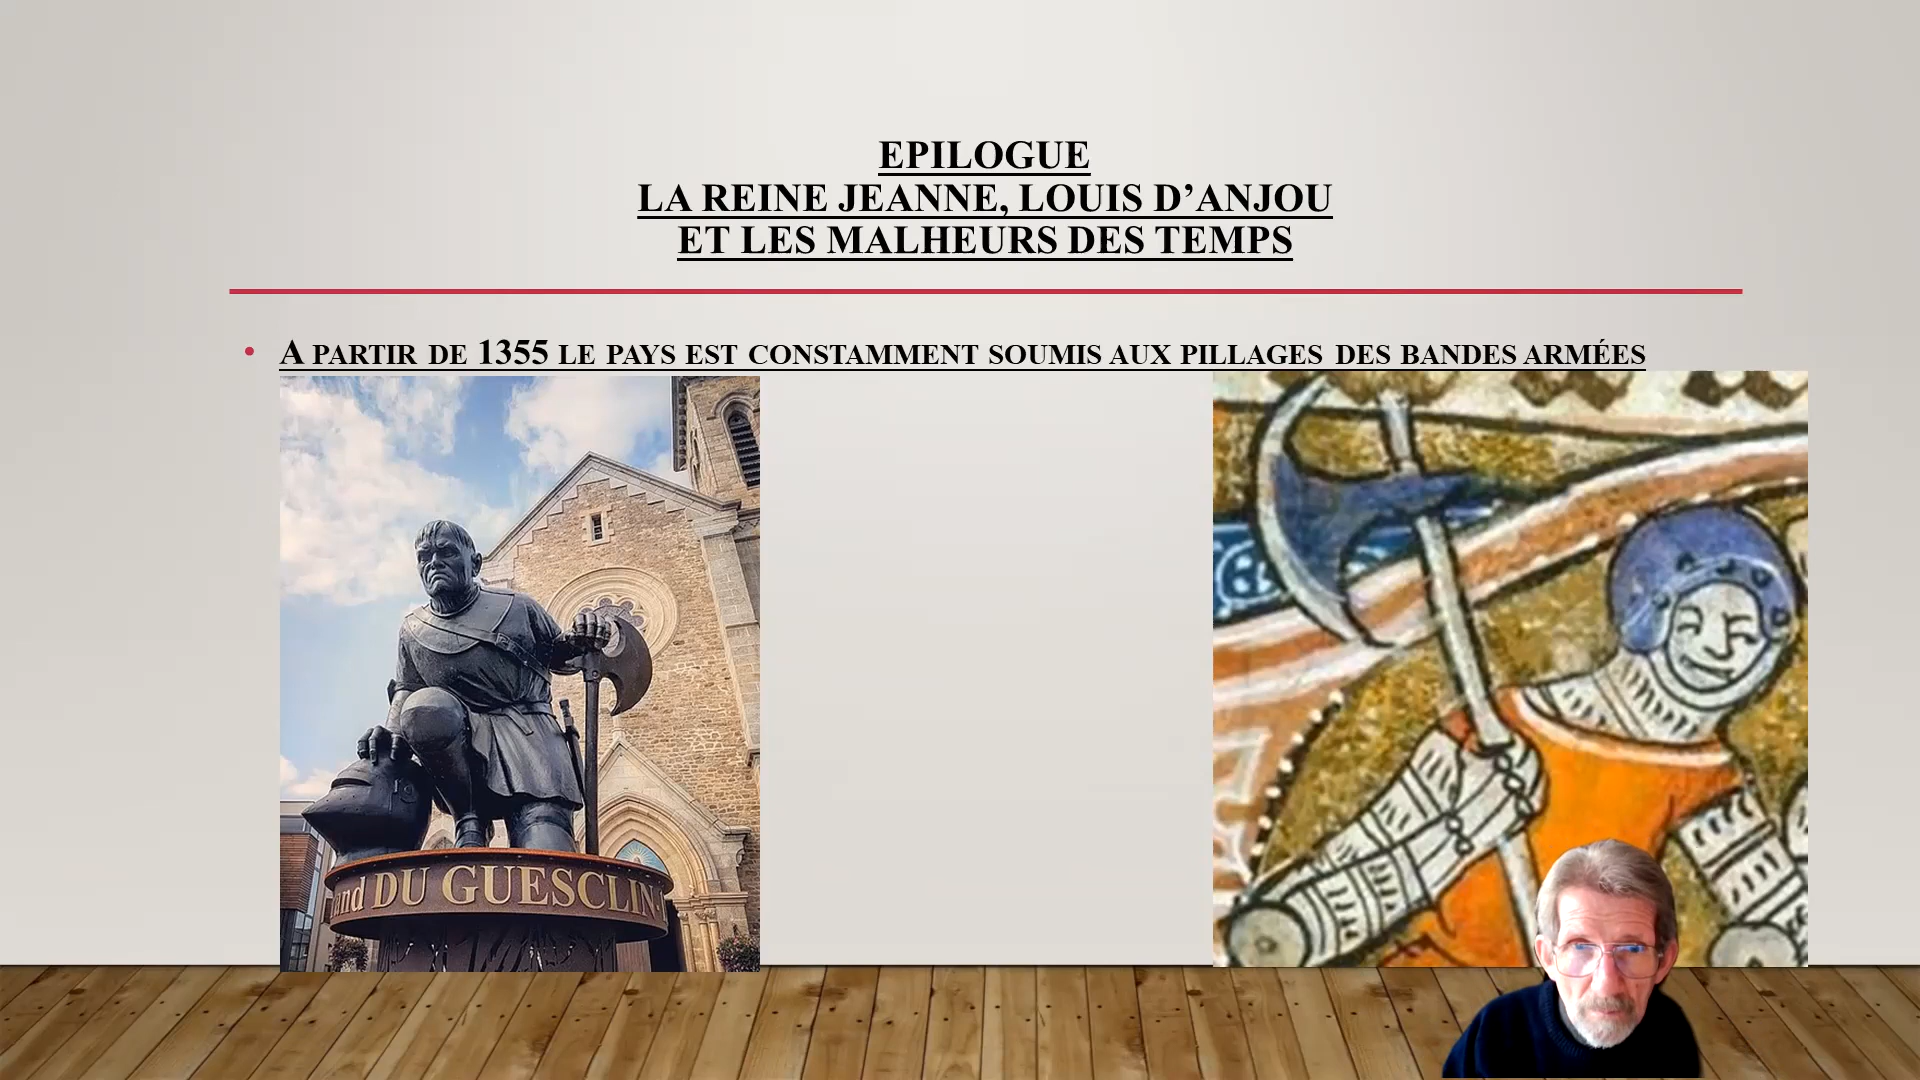 EPILOGUE
LA REINE JEANNE, LOUIS D’ANJOU
ET LES MALHEURS DES TEMPS
• A PARTIR DE 1355 LE PAYS EST CONSTAMMENT SOUMIS AUX PILLAGES DES BANDES ARMÉES
and DU GUESCLIN